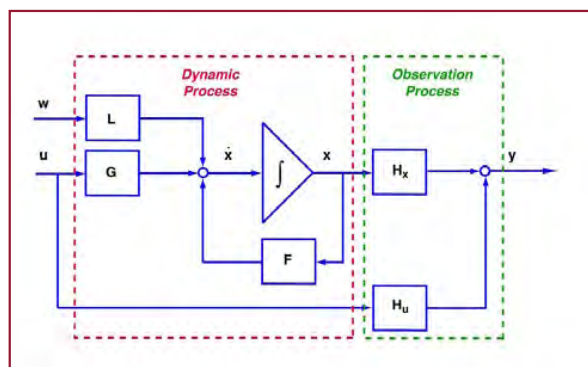 Dynamic
Process
Observation
Process
w
L
u
G
ẋ
∫
x
Hₓ
y
F
Hᵤ